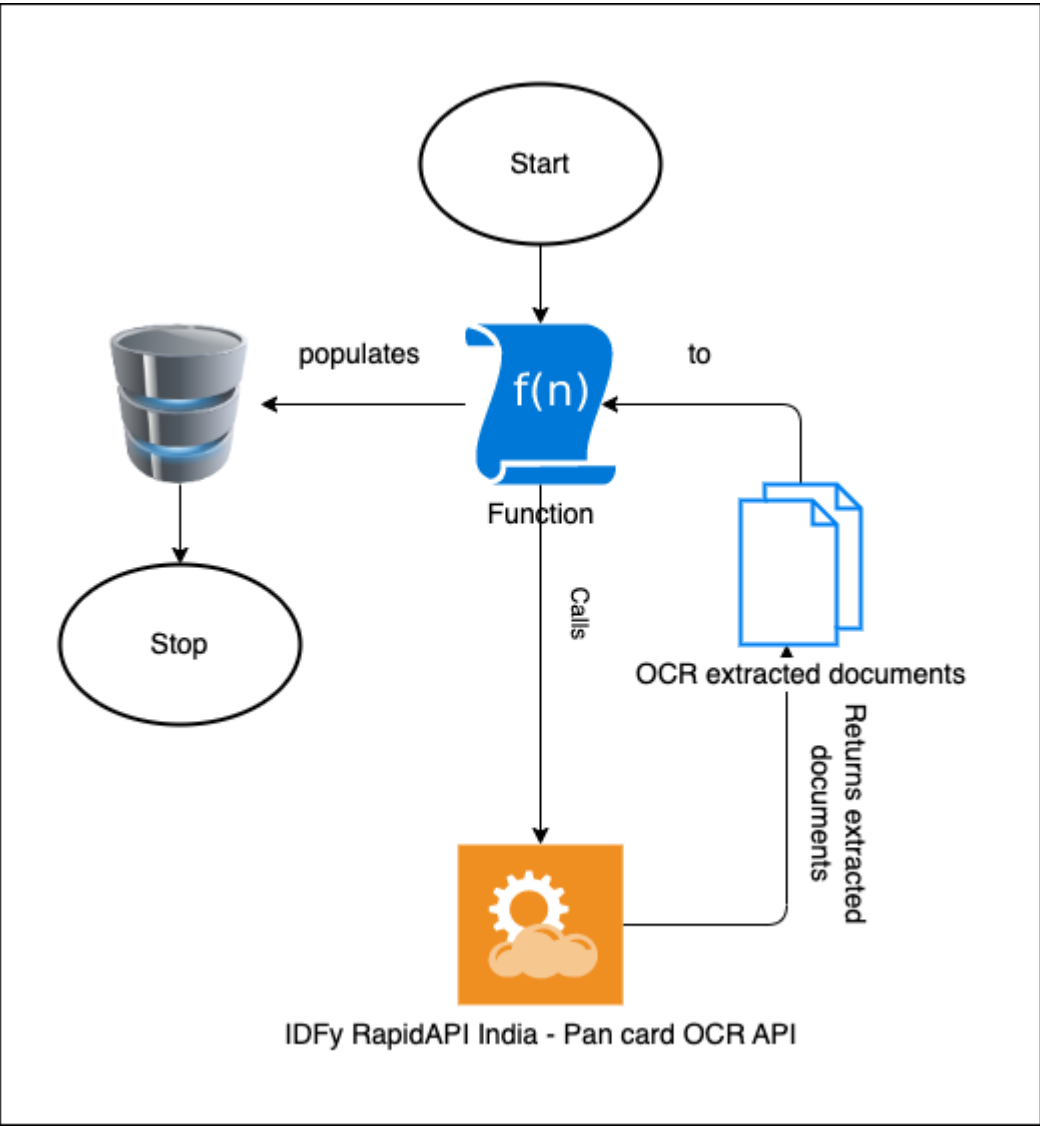 Start
populates
f(n)
to
Function
Calls
Stop
OCR extracted documents
Returns extracted
documents
IDFy RapidAPI India - Pan card OCR API